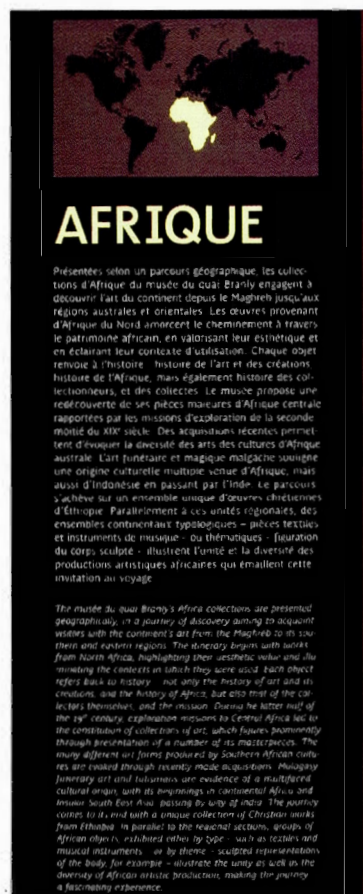 AFRIQUE
Présentées selon un parcours géographique, les collec-
tions d'Afrique du musée du quai Branly engagent à
découvrir l'art du continent depuis le Maghreb jusqu'aux
régions australes et orientales. Les œuvres provenant
d'Afrique du Nord amorcent le cheminement à travers
le patrimoine africain, en valorisant leur esthétique et
en éclairant leur contexte d'utilisation. Chaque objet
renvoie à l'histoire - histoire de l'art et des créations,
histoire de l'Afrique, mais également histoire des col-
lectionneurs, et des collectes. Le musée propose une
redécouverte de ses pièces majeures d'Afrique centrale
rapportées par les missions d'exploration de la seconde
moitié du XIXe siècle. Des acquisitions récentes permet-
tent d'évoquer la diversité des arts des cultures d'Afrique
australe. L'art funéraire et magique malgache souligne
une origine culturelle multiple venue d'Afrique, mais
aussi d'Indonésie en passant par l'Inde. Le parcours
s'achève sur un ensemble unique d'œuvres chrétiennes
d'Éthiopie. Parallèlement à ces unités régionales, des
ensembles continentaux typologiques – pièces textiles
et instruments de musique - ou thématiques - figuration
du corps sculpté - illustrent l'unité et la diversité des
productions artistiques africaines qui émaillent cette
invitation au voyage.
The musée du quai Branly's Africa collections are presented
geographically, in a journey of discovery aiming to acquaint
visitors with the continent's art from the Maghreb to its sou-
thern and eastern regions. The itinerary begins with works
from North Africa, highlighting their aesthetic value and illu-
minating the contexts in which they were used. Each object
refers back to history - not only the history of art and its
creations, and the history of Africa, but also that of the col-
lectors themselves, and the mission. During he latter half of
the 19th century, exploration missions to Central Africa led to
the constitution of collections of art, which figures prominently
through presentation of a number of its masterpieces. The
many different art forms produced by Southern African cultu-
res are evoked through recently made acquisitions. Malagasy
funerary art and talismans are evidence of a multifaced
cultural origin, with its beginnings in continental Africa and
Insular South East Asia, passing by way of India. The journey
comes to its end with a unique collection of Christian works
from Ethiopia. In parallel to the regional sections, groups of
African objects, exhibited either by type - such as textiles and
musical instruments - or by theme - sculpted representations
of the body, for example – illustrate the unity as well as the
diversity of African artistic production, making the journey
a fascinating experience.